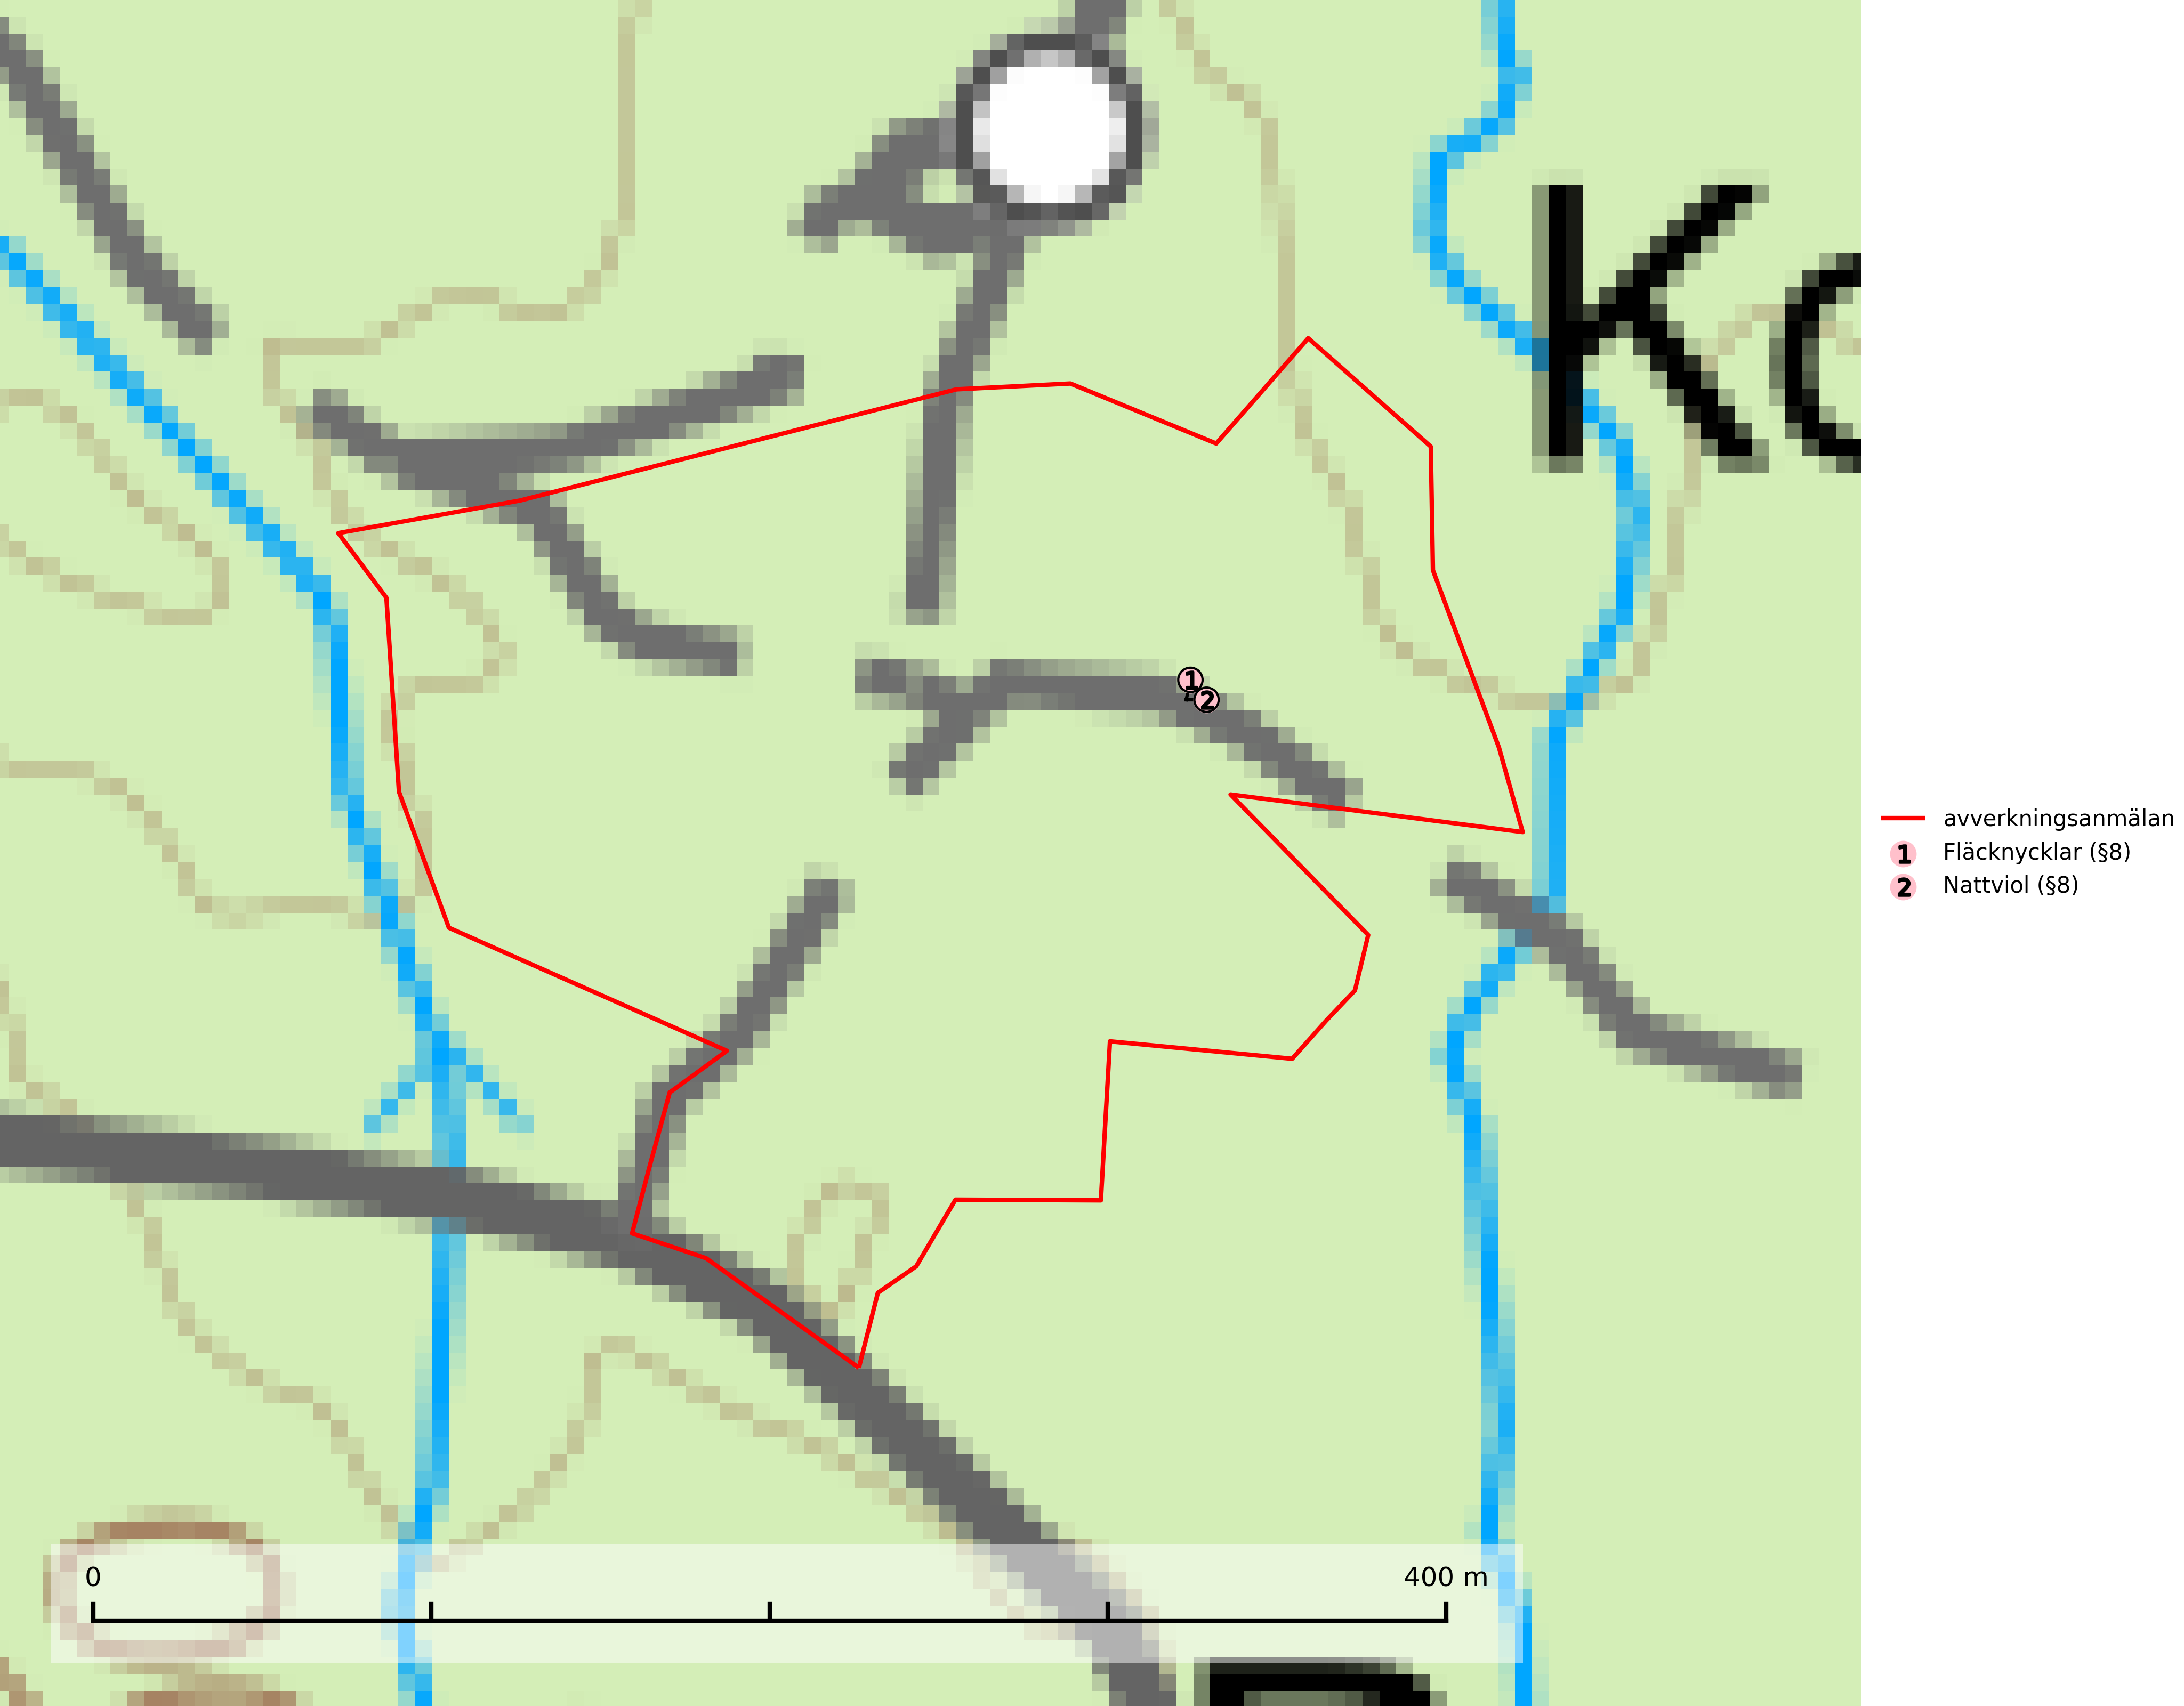 K
1
2
avverkningsanmälan
1 Fläcknycklar (§8)
2 Nattviol (§8)
0 400 m